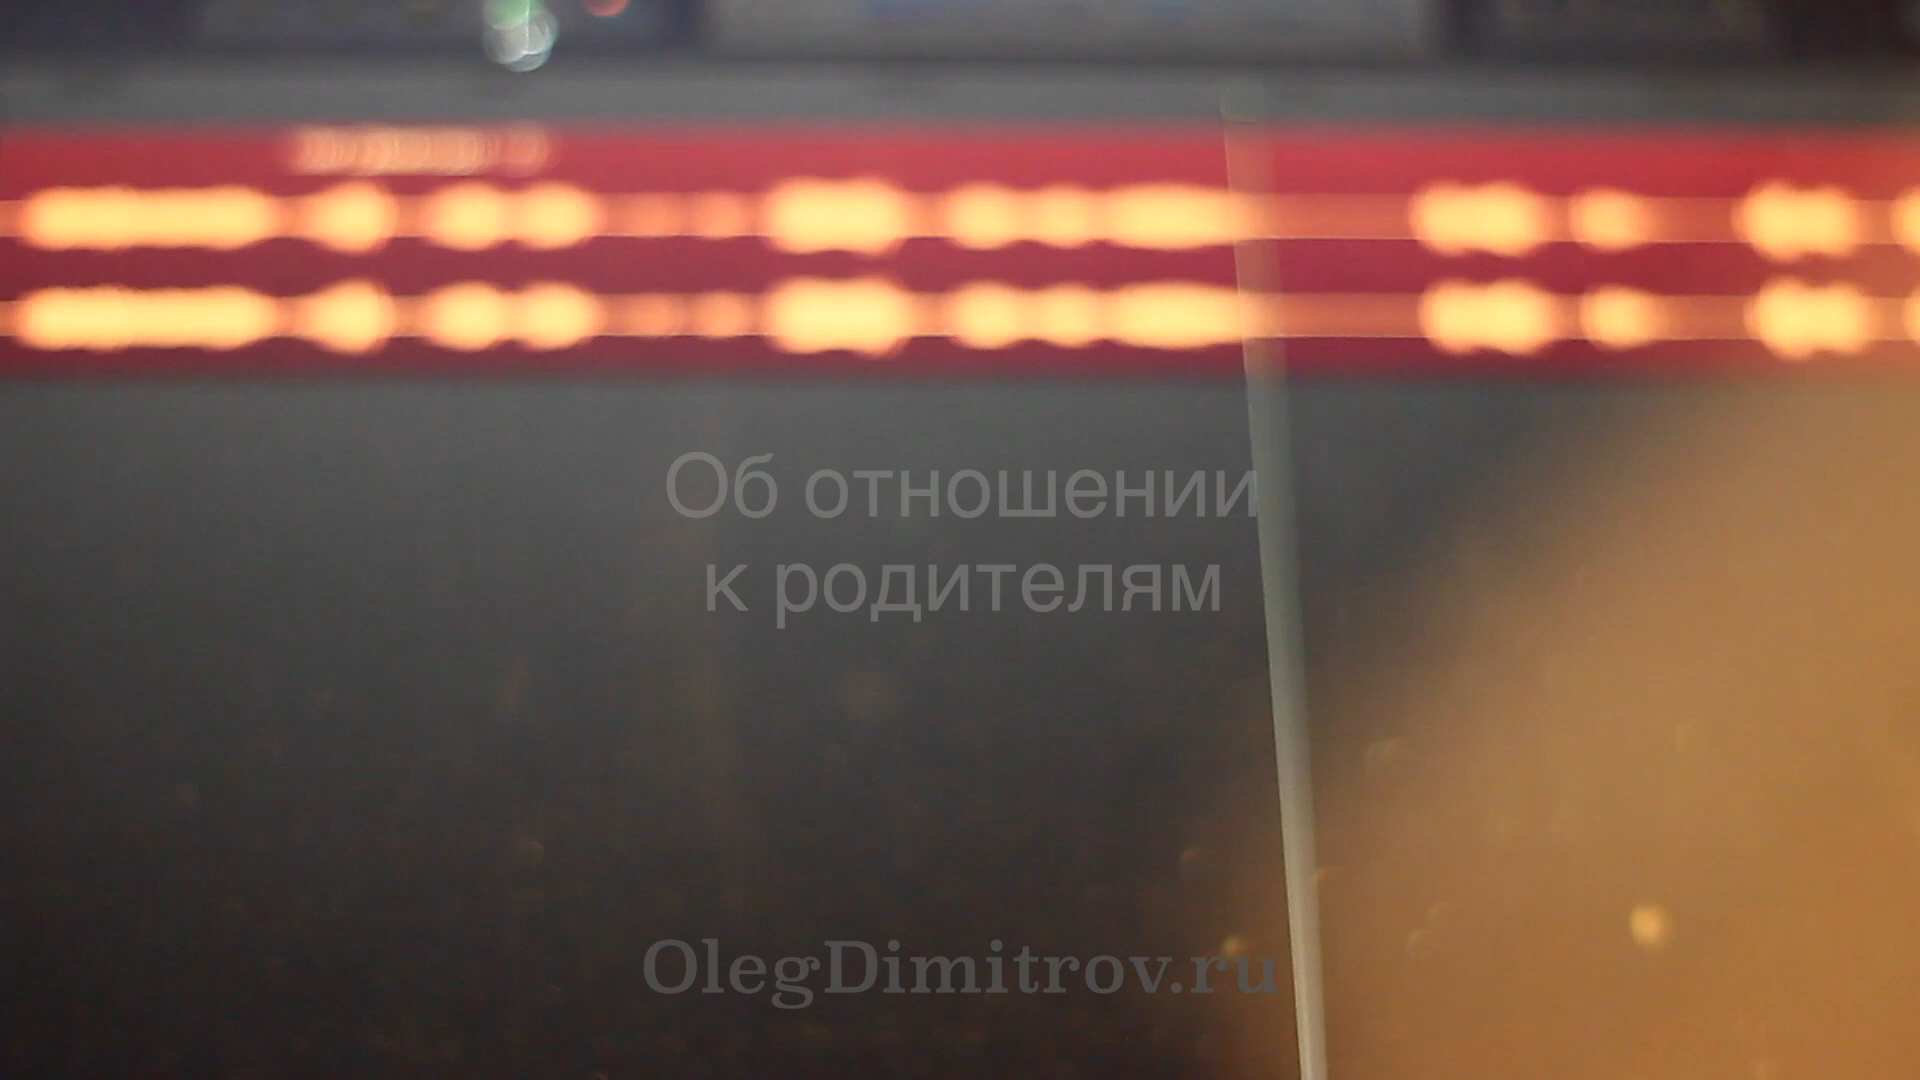 Об отношении
к родителям
OlegDimitrov.ru